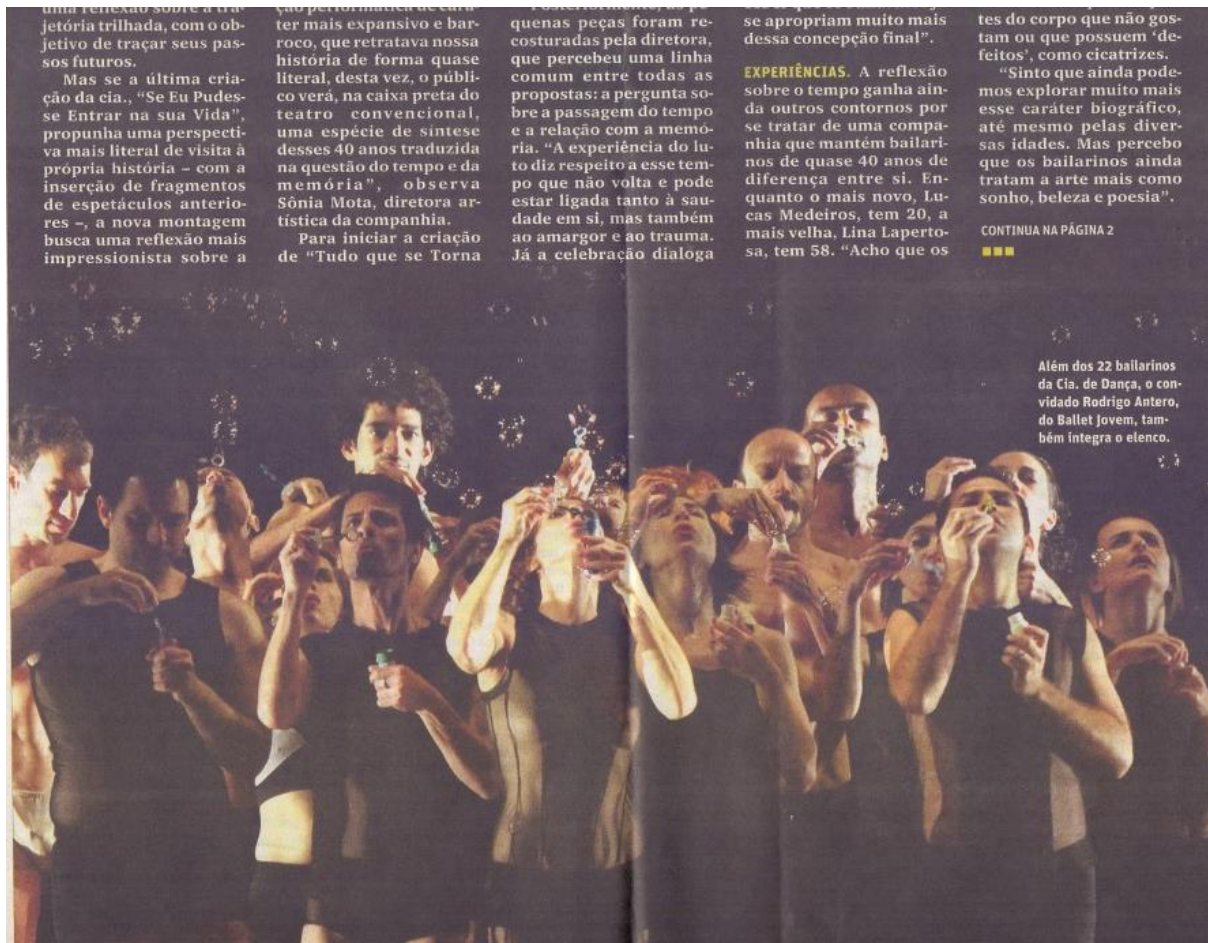 uma reflexão sobre a tra-
jetória trilhada, com o ob-
jetivo de traçar seus pas-
sos futuros.
Mas se a última cria-
ção da cia., “Se Eu Pudes-
se Entrar na sua Vida”,
propunha uma perspecti-
va mais literal de visita à
própria história – com a
inserção de fragmentos
de espetáculos anterio-
res –, a nova montagem
busca uma reflexão mais
impressionista sobre a
ção performática de cará-
ter mais expansivo e bar-
roco, que retratava nossa
história de forma quase
literal, desta vez, o públi-
co verá, na caixa preta do
teatro convencional,
uma espécie de síntese
desses 40 anos traduzida
na questão do tempo e da
memória”, observa
Sônia Mota, diretora ar-
tística da companhia.
Para iniciar a criação
de “Tudo que se Torna
Posteriormente, as pe-
quenas peças foram re-
costuradas pela diretora,
que percebeu uma linha
comum entre todas as
propostas: a pergunta so-
bre a passagem do tempo
e a relação com a memó-
ria. “A experiência do lu-
to diz respeito a esse tem-
po que não volta e pode
estar ligada tanto à sau-
dade em si, mas também
ao amargor e ao trauma.
Já a celebração dialoga
se apropriam muito mais
dessa concepção final”.
EXPERIÊNCIAS. A reflexão
sobre o tempo ganha ain-
da outros contornos por
se tratar de uma compa-
nhia que mantém bailari-
nos de quase 40 anos de
diferença entre si. En-
quanto o mais novo, Lu-
cas Medeiros, tem 20, a
mais velha, Lina Laperto-
sa, tem 58. “Acho que os
tes do corpo que não gos-
tam ou que possuem ‘de-
feitos’, como cicatrizes.
“Sinto que ainda pode-
mos explorar muito mais
esse caráter biográfico,
até mesmo pelas diver-
sas idades. Mas percebo
que os bailarinos ainda
tratam a arte mais como
sonho, beleza e poesia”.
CONTINUA NA PÁGINA 2
Além dos 22 bailarinos
da Cia. de Dança, o con-
vidado Rodrigo Antero,
do Ballet Jovem, tam-
bém integra o elenco.